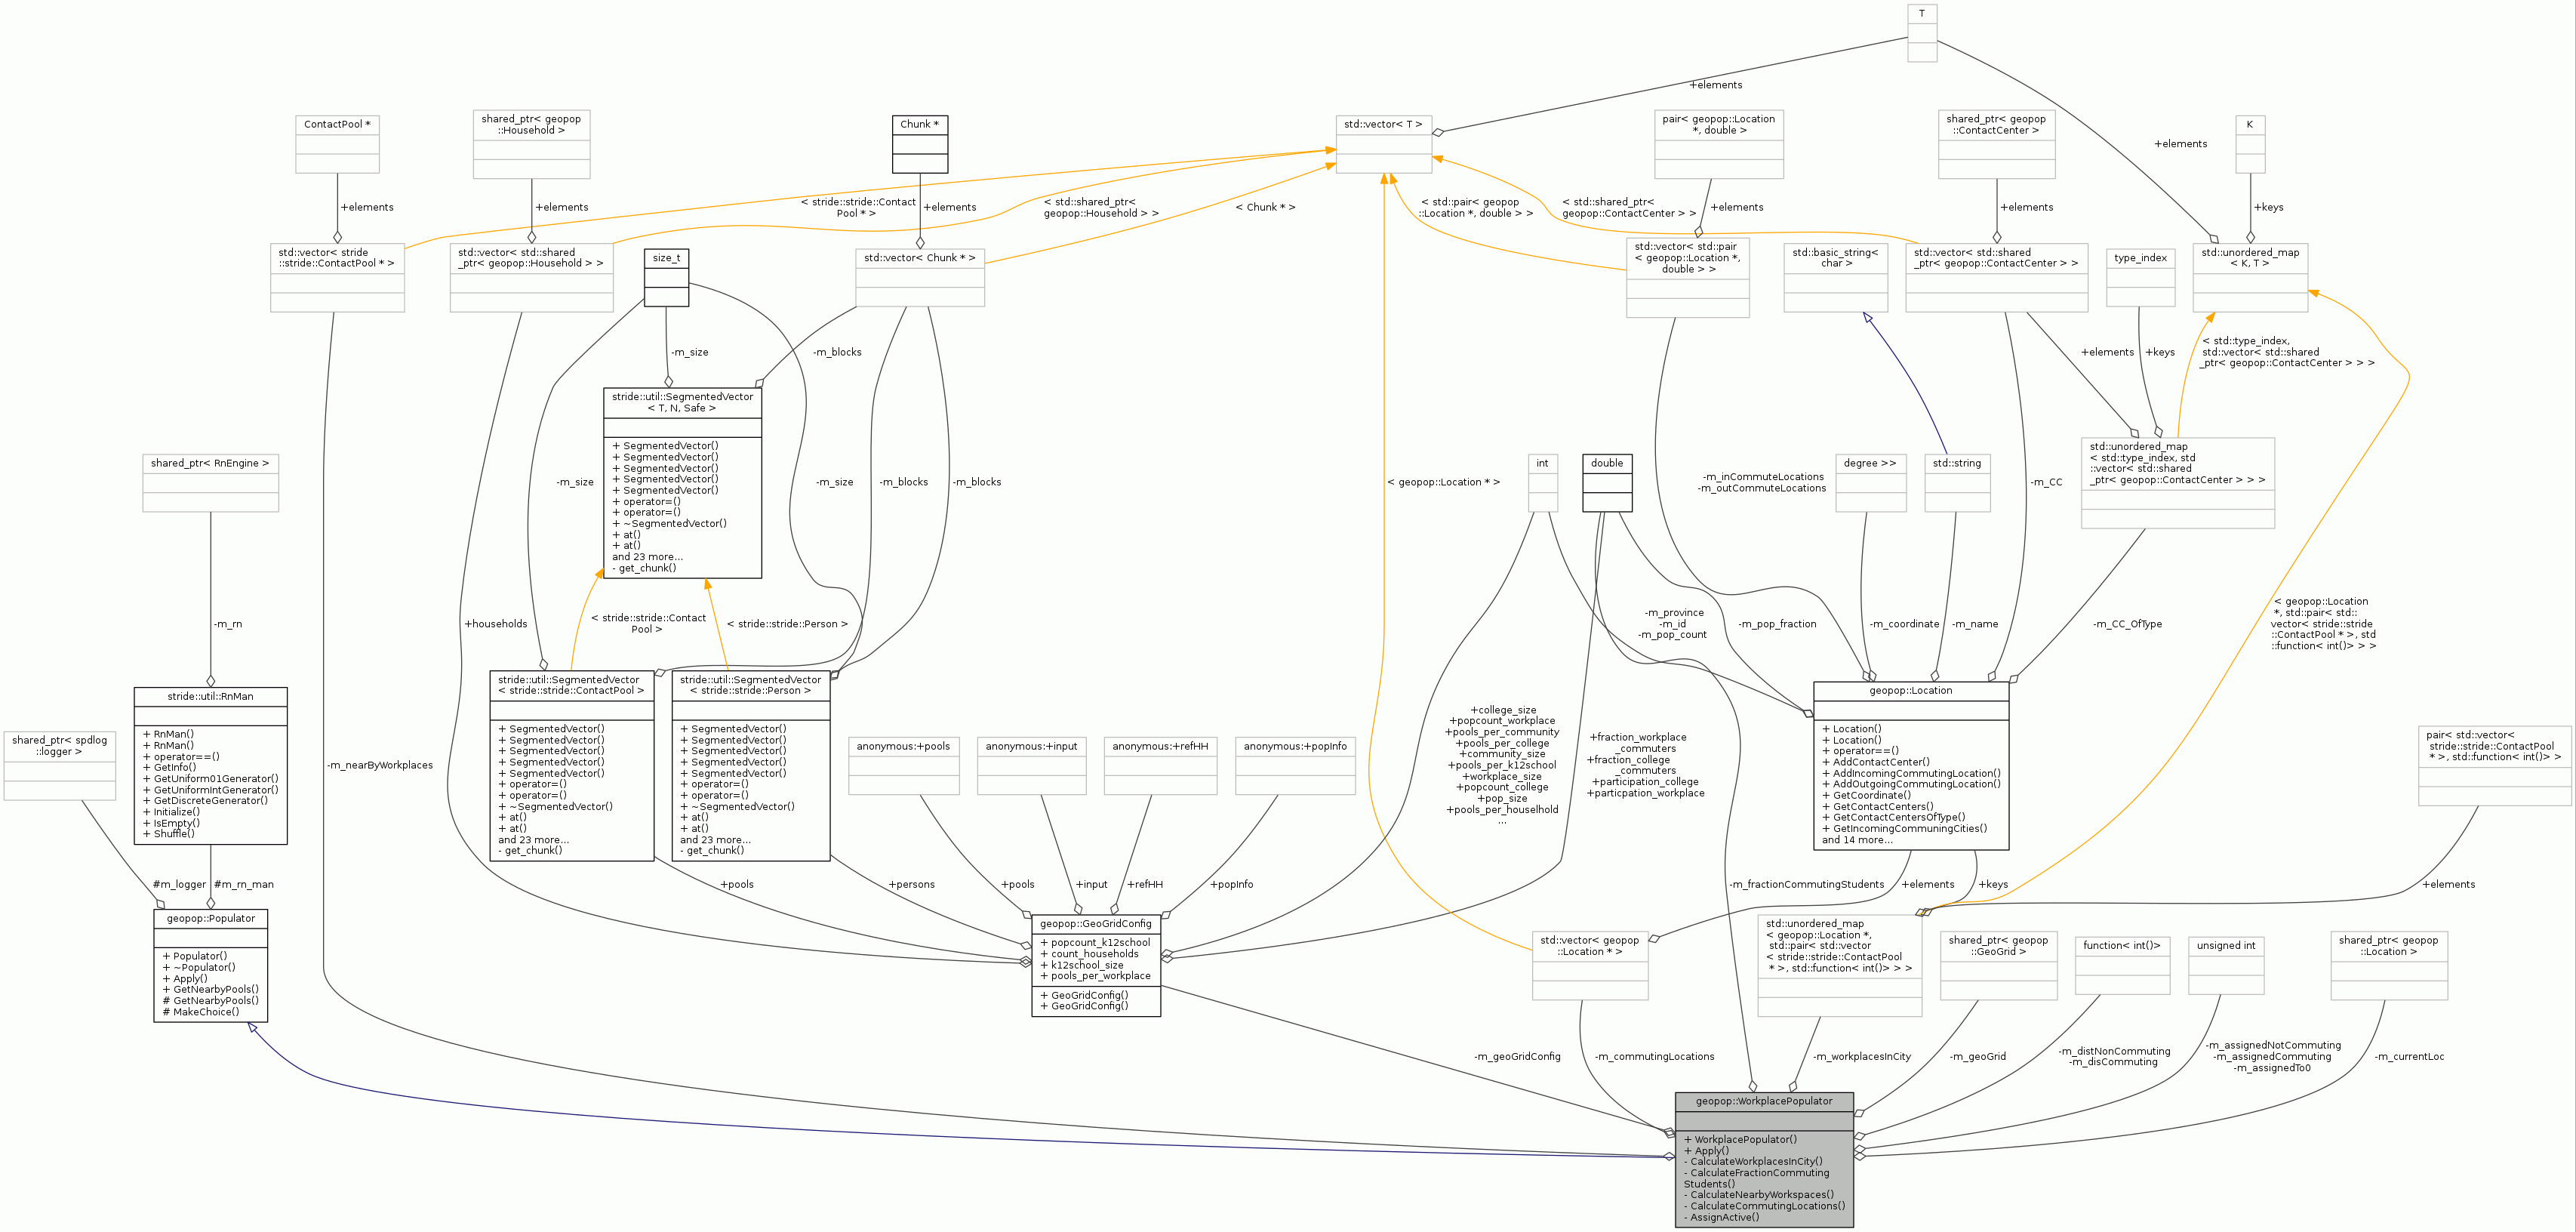 T
+elements
ContactPool *
shared_ptr< geopop
::Household >
Chunk *
std::vector< T >
pair< geopop::Location
*, double >
shared_ptr< geopop
::ContactCenter >
K
+elements
+elements
+elements
+elements
< stride::stride::Contact
Pool * >
+elements
< std::shared_ptr<
geopop::Household > >
< Chunk * >
< std::pair< geopop
::Location *, double > >
+elements
< std::shared_ptr<
geopop::ContactCenter > >
+elements
+keys
std::vector< stride
::stride::ContactPool * >
std::vector< std::shared
_ptr< geopop::Household > >
size_t
std::vector< Chunk * >
std::vector< std::pair
< geopop::Location *,
double > >
std::basic_string<
char >
std::vector< std::shared
_ptr< geopop::ContactCenter > >
type_index
std::unordered_map
< K, T >
-m_size
-m_blocks
+elements
+keys
< std::type_index,
std::vector< std::shared
_ptr< geopop::ContactCenter > > >
stride::util::SegmentedVector
< T, N, Safe >
+ SegmentedVector()
+ SegmentedVector()
+ SegmentedVector()
+ SegmentedVector()
+ SegmentedVector()
+ operator=()
+ operator=()
+ ~SegmentedVector()
+ at()
+ at()
and 23 more...
- get_chunk()
std::unordered_map
< std::type_index, std
::vector< std::shared
_ptr< geopop::ContactCenter > > >
shared_ptr< RnEngine >
int
double
degree >>
std::string
-m_size
-m_size
-m_blocks
-m_blocks
< geopop::Location * >
-m_inCommuteLocations
-m_outCommuteLocations
-m_CC
-m_rn
+households
< stride::stride::Contact
Pool >
< stride::stride::Person >
-m_province
-m_id
-m_pop_count
-m_pop_fraction
-m_coordinate
-m_name
-m_CC_OfType
< geopop::Location
*, std::pair< std::
vector< stride::stride
::ContactPool * >, std
::function< int()> > >
stride::util::RnMan
+ RnMan()
+ RnMan()
+ operator==()
+ GetInfo()
+ GetUniform01Generator()
+ GetUniformIntGenerator()
+ GetDiscreteGenerator()
+ Initialize()
+ IsEmpty()
+ Shuffle()
stride::util::SegmentedVector
< stride::stride::ContactPool >
+ SegmentedVector()
+ SegmentedVector()
+ SegmentedVector()
+ SegmentedVector()
+ SegmentedVector()
+ operator=()
+ operator=()
+ ~SegmentedVector()
+ at()
+ at()
and 23 more...
- get_chunk()
stride::util::SegmentedVector
< stride::stride::Person >
+ SegmentedVector()
+ SegmentedVector()
+ SegmentedVector()
+ SegmentedVector()
+ SegmentedVector()
+ operator=()
+ operator=()
+ ~SegmentedVector()
+ at()
+ at()
and 23 more...
- get_chunk()
geopop::Location
+ Location()
+ Location()
+ operator==()
+ AddContactCenter()
+ AddIncomingCommutingLocation()
+ AddOutgoingCommutingLocation()
+ GetCoordinate()
+ GetContactCenters()
+ GetContactCentersOfType()
+ GetIncomingCommuningCities()
and 14 more...
shared_ptr< spdlog
::logger >
-m_nearByWorkplaces
anonymous:+pools
anonymous:+input
anonymous:+refHH
anonymous:+popInfo
+college_size
+popcount_workplace
+pools_per_community
+pools_per_college
+community_size
+pools_per_k12school
+workplace_size
+popcount_college
+pop_size
+pools_per_houselhold
...
+fraction_workplace
_commuters
+fraction_college
_commuters
+participation_college
+particpation_workplace
pair< std::vector<
stride::stride::ContactPool
* >, std::function< int()> >
#m_logger
#m_rn_man
+pools
+persons
+pools
+input
+refHH
+popInfo
-m_fractionCommutingStudents
+elements
+keys
+elements
geopop::Populator
+ Populator()
+ ~Populator()
+ Apply()
+ GetNearbyPools()
# GetNearbyPools()
# MakeChoice()
geopop::GeoGridConfig
+ popcount_k12school
+ count_households
+ k12school_size
+ pools_per_workplace
+ GeoGridConfig()
+ GeoGridConfig()
std::vector< geopop
::Location * >
std::unordered_map
< geopop::Location *,
std::pair< std::vector
< stride::stride::ContactPool
* >, std::function< int()> > >
shared_ptr< geopop
::GeoGrid >
function< int()>
unsigned int
shared_ptr< geopop
::Location >
-m_geoGridConfig
-m_commutingLocations
-m_workplacesInCity
-m_geoGrid
-m_distNonCommuting
-m_disCommuting
-m_assignedNotCommuting
-m_assignedCommuting
-m_assignedTo0
-m_currentLoc
geopop::WorkplacePopulator
+ WorkplacePopulator()
+ Apply()
- CalculateWorkplacesInCity()
- CalculateFractionCommuting
Students()
- CalculateNearbyWorkspaces()
- CalculateCommutingLocations()
- AssignActive()